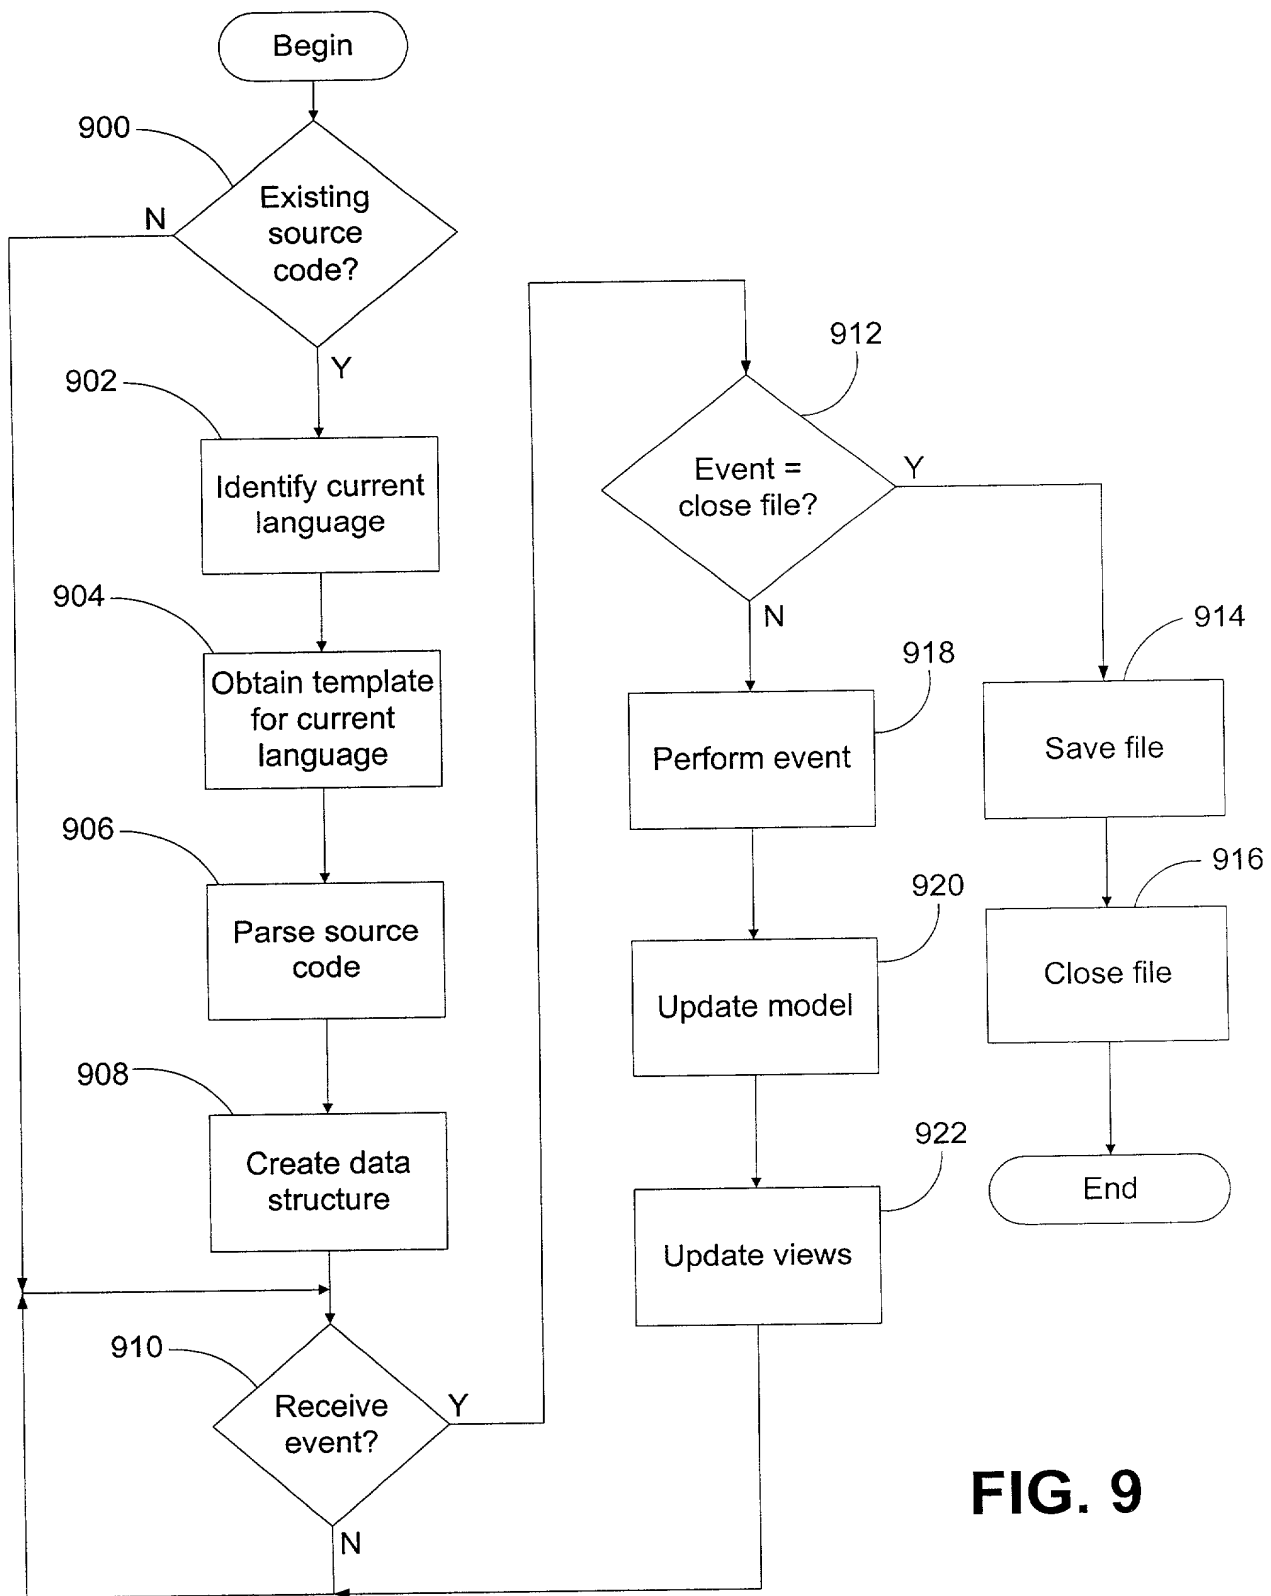 Begin
900
Existing
source
code?
N
Y
902
Identify current
language
904
Obtain template
for current
language
906
Parse source
code
908
Create data
structure
910
Receive
event?
Y
N
912
Event =
close file?
Y
N
914
Save file
916
Close file
End
918
Perform event
920
Update model
922
Update views
FIG. 9